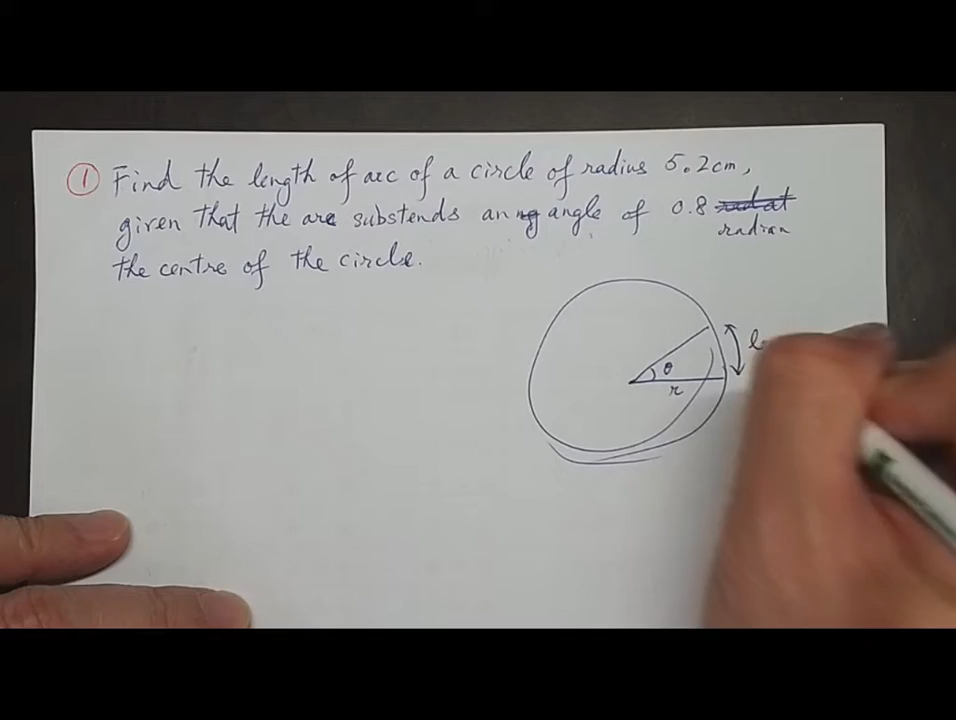 ① Find the length of arc of a circle of radius 5.2cm,
given that the arc substends an angle of 0.8
radian
the centre of the circle.
l
θ
r